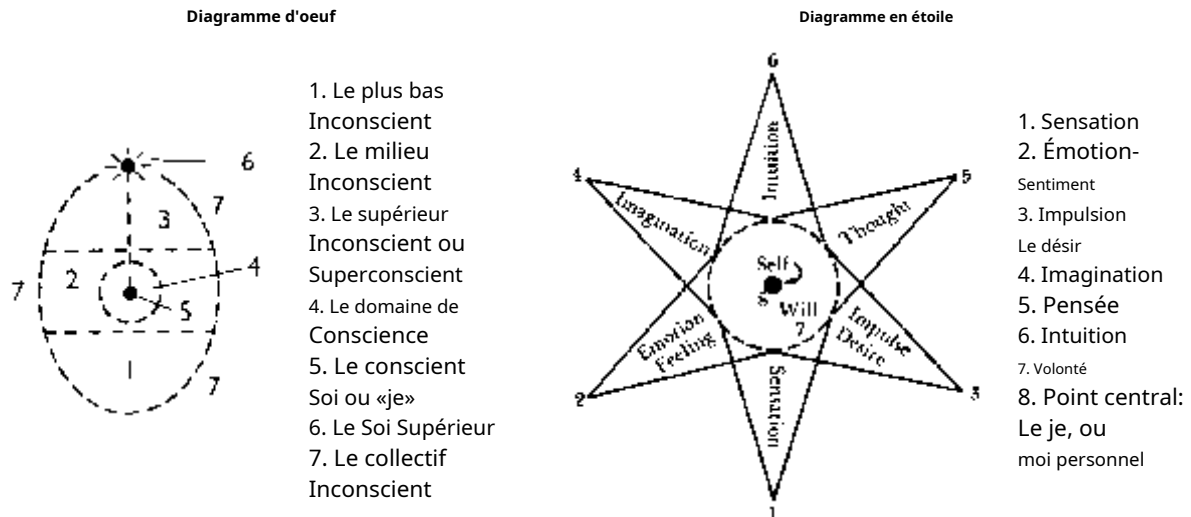 Diagramme d'oeuf
6
7
3
4
2
7
5
1
7
1. Le plus bas
Inconscient
2. Le milieu
Inconscient
3. Le supérieur
Inconscient ou
Superconscient
4. Le domaine de
Conscience
5. Le conscient
Soi ou «je»
6. Le Soi Supérieur
7. Le collectif
Inconscient
Diagramme en étoile
6
Intuition
4
5
Imagination
Thought
Self
8
Will
7
Emotion
Feeling
Impulse
Desire
Sensation
2
3
1
1. Sensation
2. Émotion-
Sentiment
3. Impulsion
Le désir
4. Imagination
5. Pensée
6. Intuition
7. Volonté
8. Point central:
Le je, ou
moi personnel